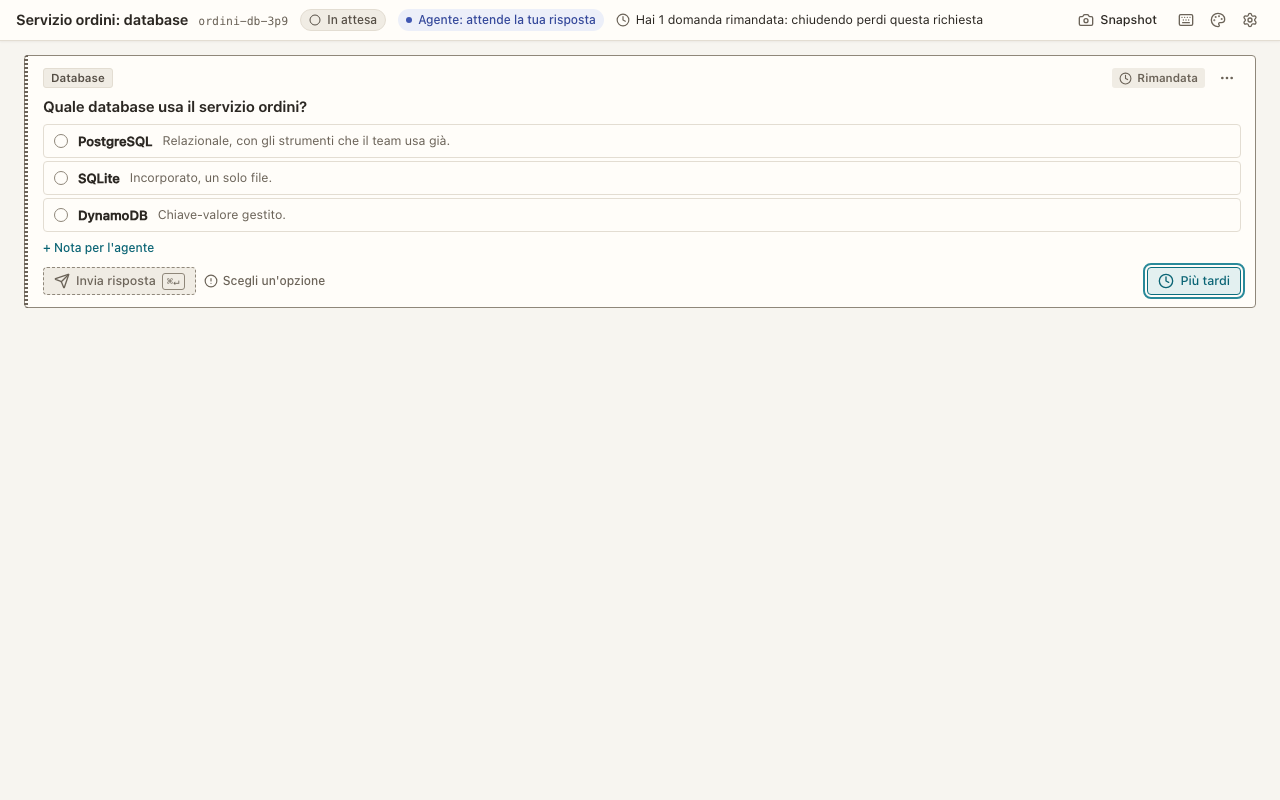 Servizio ordini: database ordini-db-3p9 In attesa Agente: attende la tua risposta Hai 1 domanda rimandata: chiudendo perdi questa richiesta Snapshot
Database Rimandata
Quale database usa il servizio ordini?
PostgreSQL Relazionale, con gli strumenti che il team usa già.
SQLite Incorporato, un solo file.
DynamoDB Chiave-valore gestito.
+ Nota per l'agente
Invia risposta ⌘↵ Scegli un'opzione Più tardi